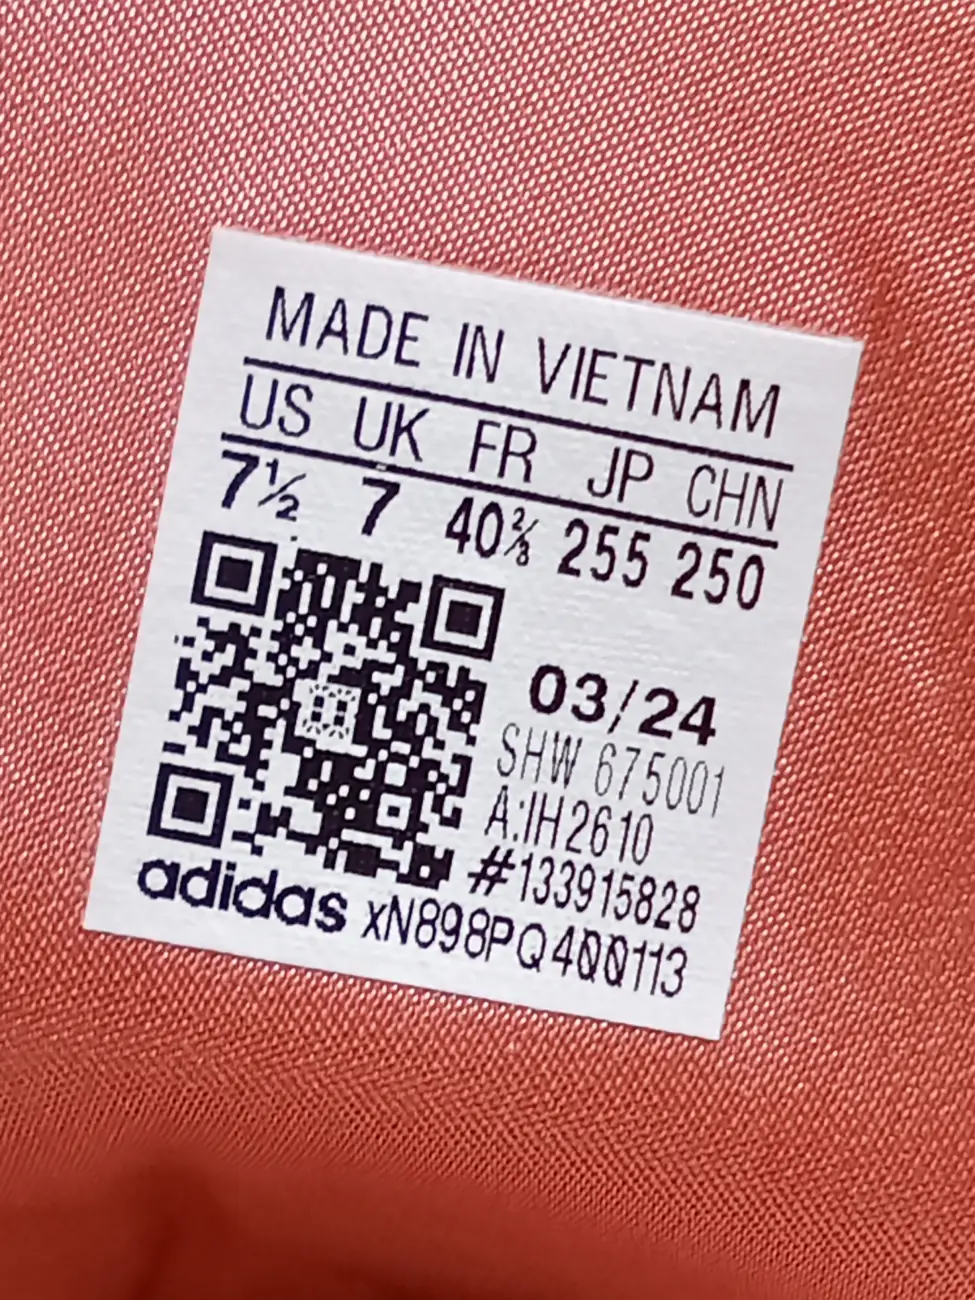 MADE IN VIETNAM
US UK FR JP CHN
7½ 7 40⅔ 255 250
03/24
SHW 675001
A:IH2610
#133915828
adidas xN898PQ400113